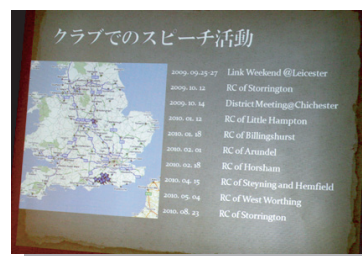 クラブでのスピーチ活動
2009. 09.25-27 Link Weekend @Leicester
2009. 10. 12 RC of Storrington
2009. 10. 14 District Meeting@Chichester
2010. 01. 12 RC of Little Hampton
2010. 01. 18 RC of Billingshurst
2010. 02. 01 RC of Arundel
2010. 02. 18 RC of Horsham
2010. 04. 15 RC of Steyning and Henfield
2010. 05. 04 RC of West Worthing
2010. 08. 23 RC of Storrington